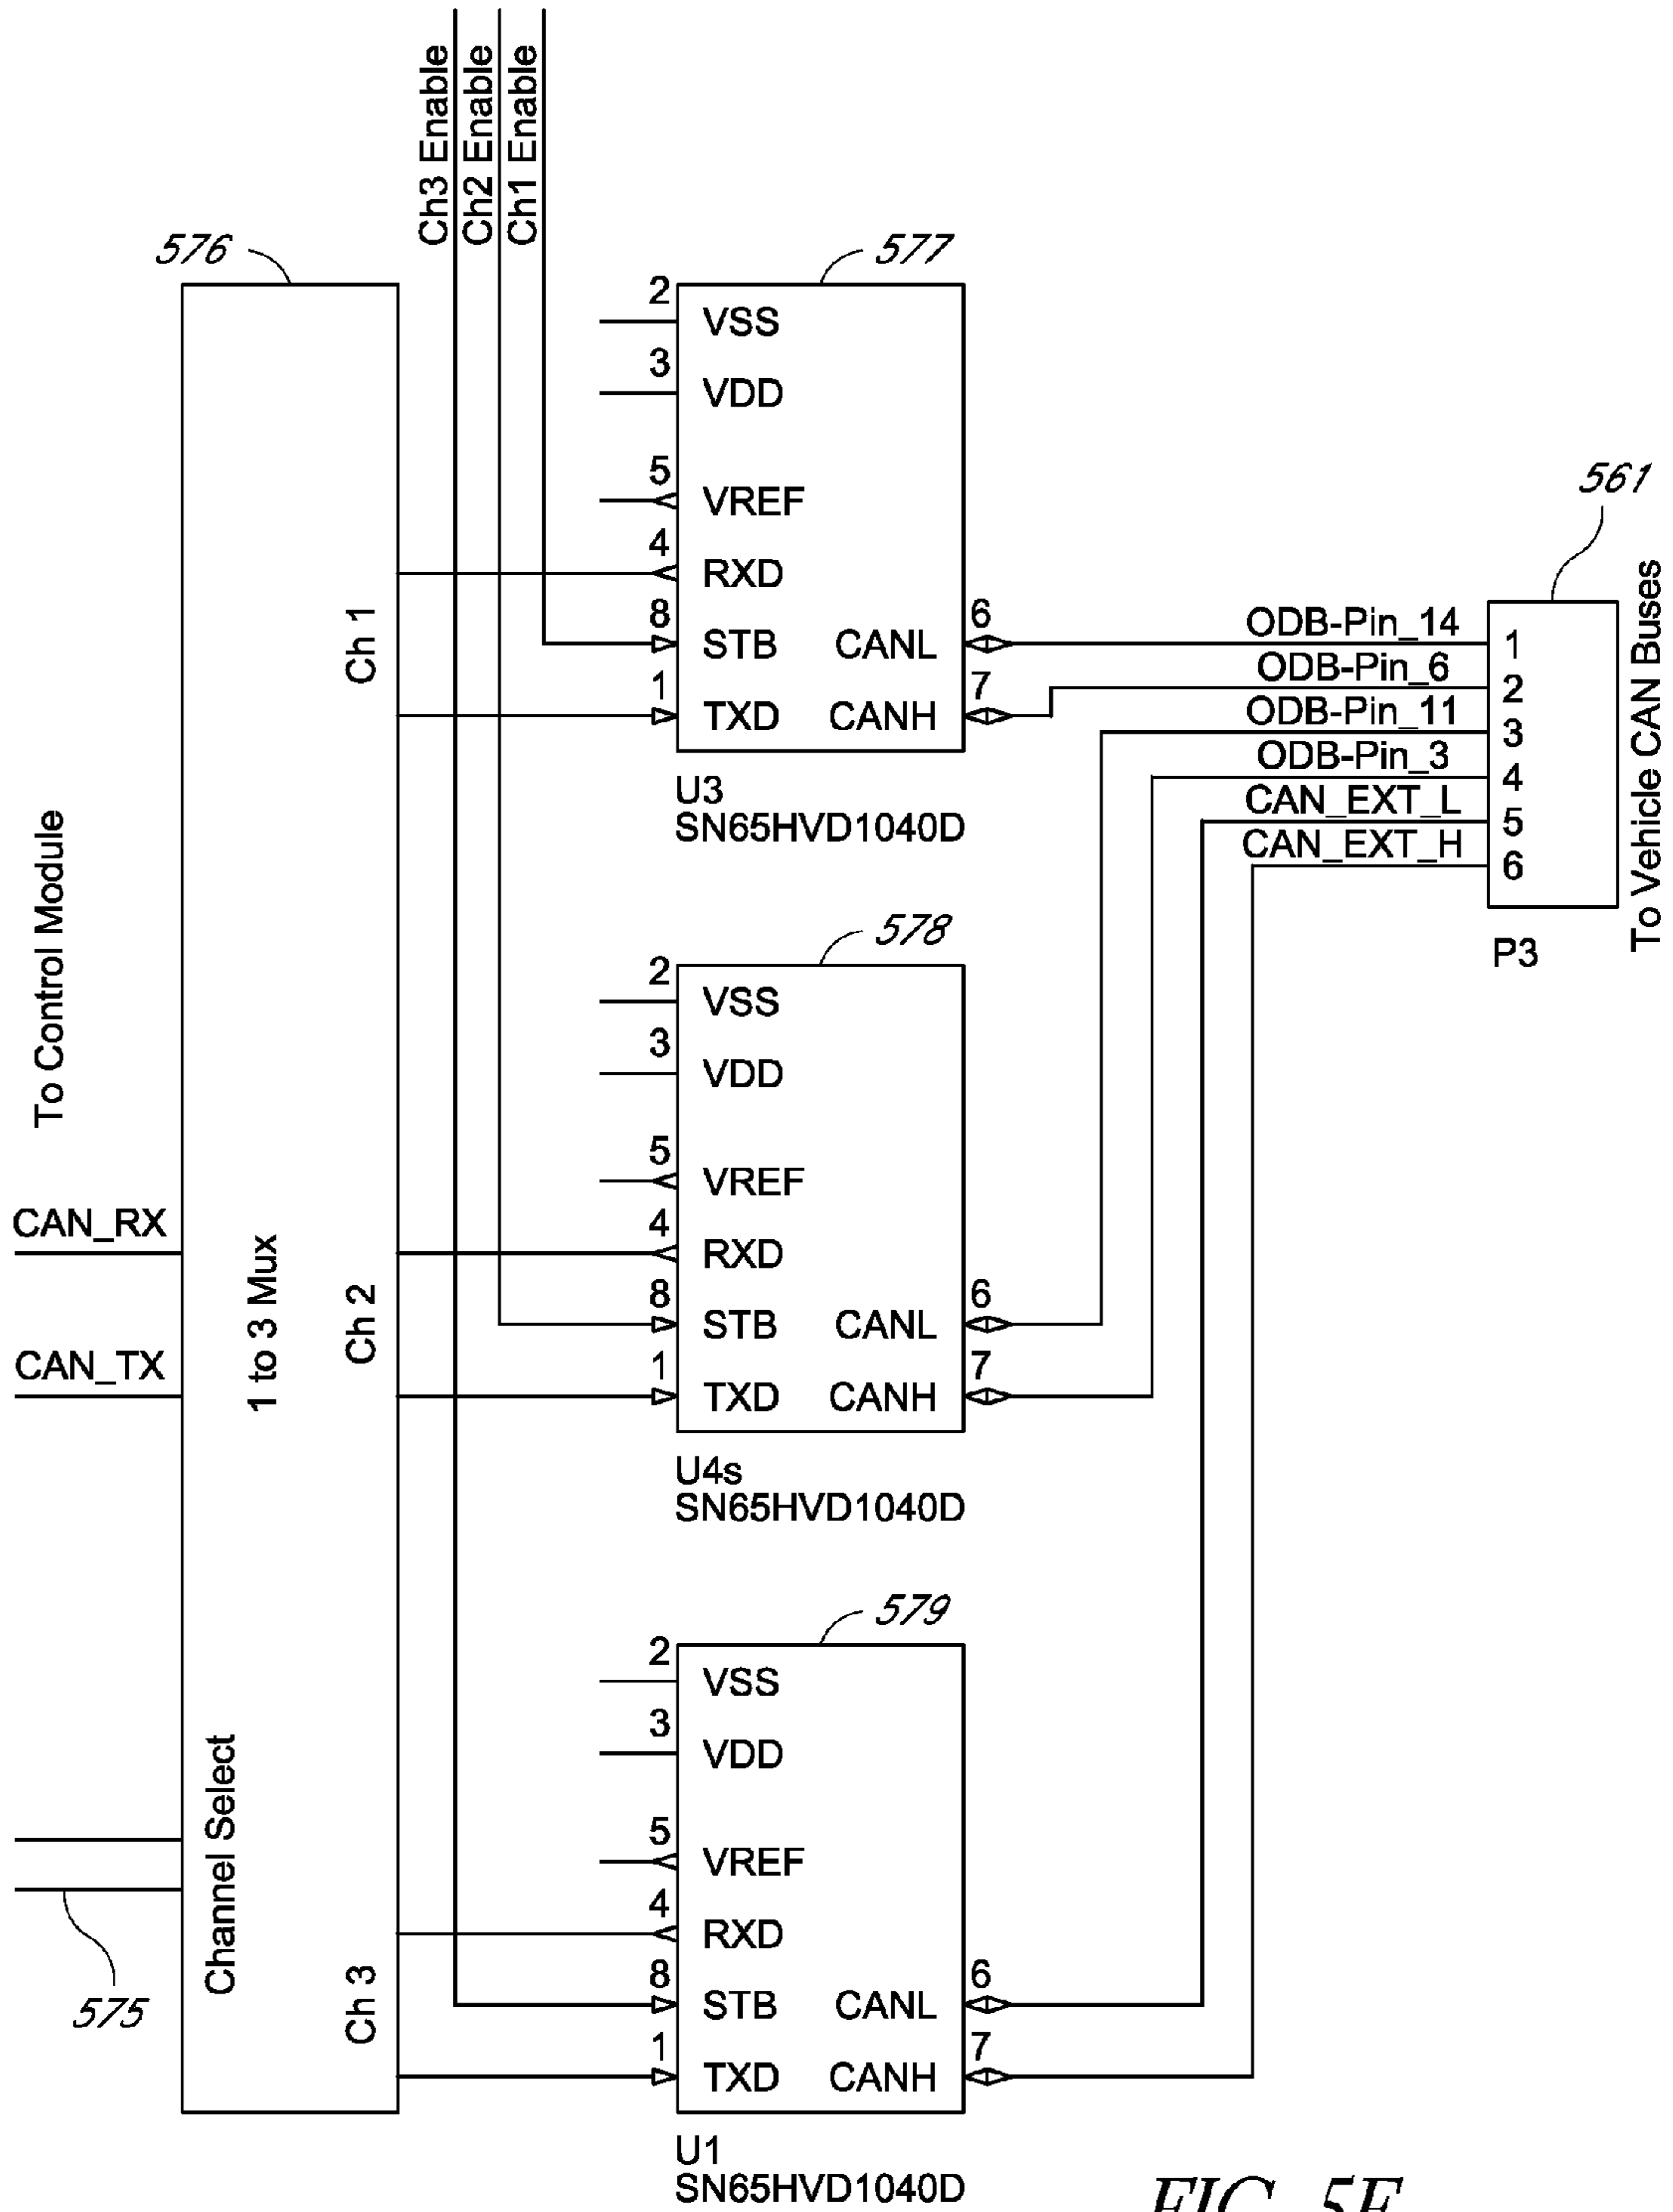 Ch3 Enable
Ch2 Enable
Ch1 Enable
576
577
2
VSS
3
VDD
5
VREF
4
RXD
8
STB
CANL
6
1
TXD
CANH
7
Ch 1
U3
SN65HVD1040D
561
ODB-Pin_14
1
ODB-Pin_6
2
ODB-Pin_11
3
ODB-Pin_3
4
CAN_EXT_L
5
CAN_EXT_H
6
P3
To Vehicle CAN Buses
To Control Module
CAN_RX
CAN_TX
1 to 3 Mux
Ch 2
578
2
VSS
3
VDD
5
VREF
4
RXD
8
STB
CANL
6
1
TXD
CANH
7
U4s
SN65HVD1040D
Channel Select
575
Ch 3
579
2
VSS
3
VDD
5
VREF
4
RXD
8
STB
CANL
6
1
TXD
CANH
7
U1
SN65HVD1040D